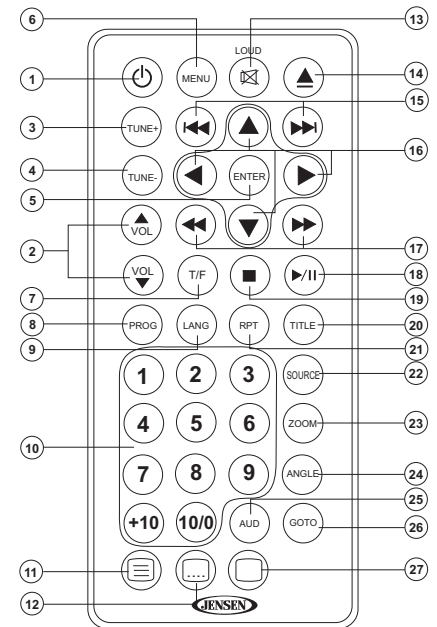 6
13
LOUD
1
MENU
14
15
3
TUNE+
16
4
TUNE-
ENTER
5
VOL
2
17
VOL
T/F
18
7
19
8
PROG
LANG
RPT
TITLE
20
9
21
1
2
3
SOURCE
22
4
5
6
ZOOM
23
10
7
8
9
ANGLE
24
25
+10
10/0
AUD
GOTO
26
11
27
12
JENSEN